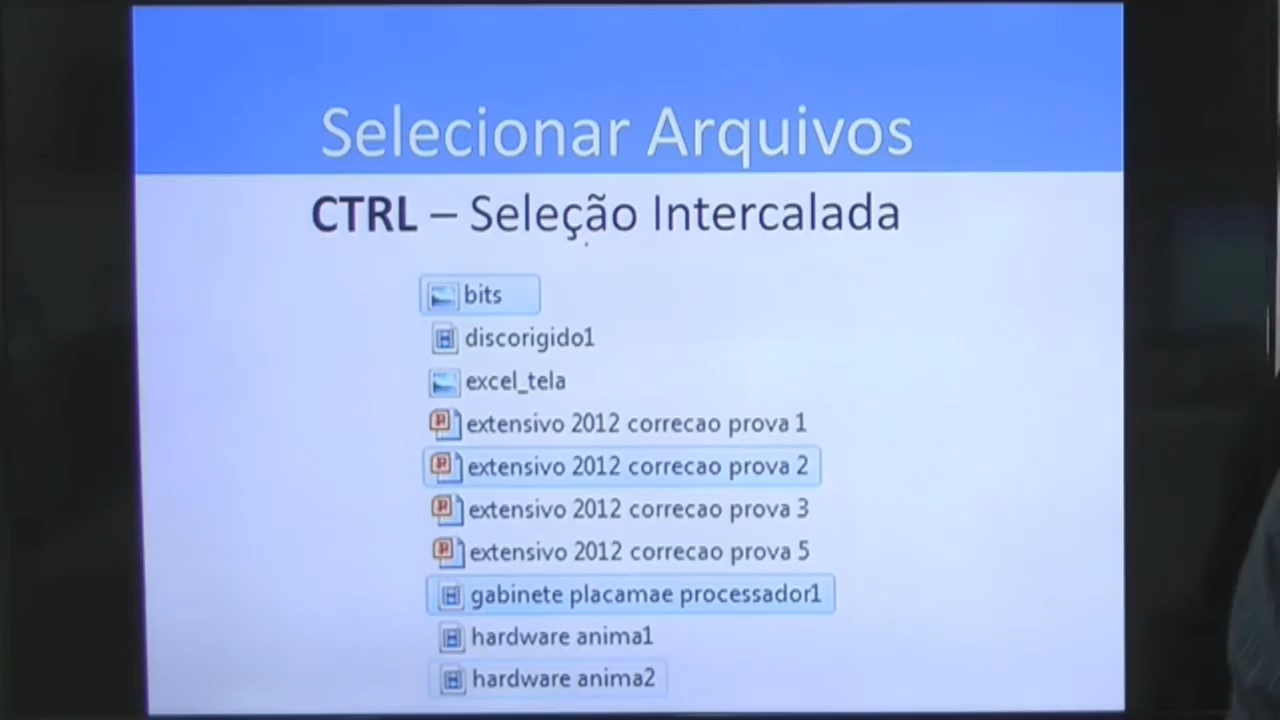 Selecionar Arquivos
CTRL – Seleção Intercalada
bits
discorigido1
excel_tela
extensivo 2012 correcao prova 1
extensivo 2012 correcao prova 2
extensivo 2012 correcao prova 3
extensivo 2012 correcao prova 5
gabinete placamae processador1
hardware anima1
hardware anima2